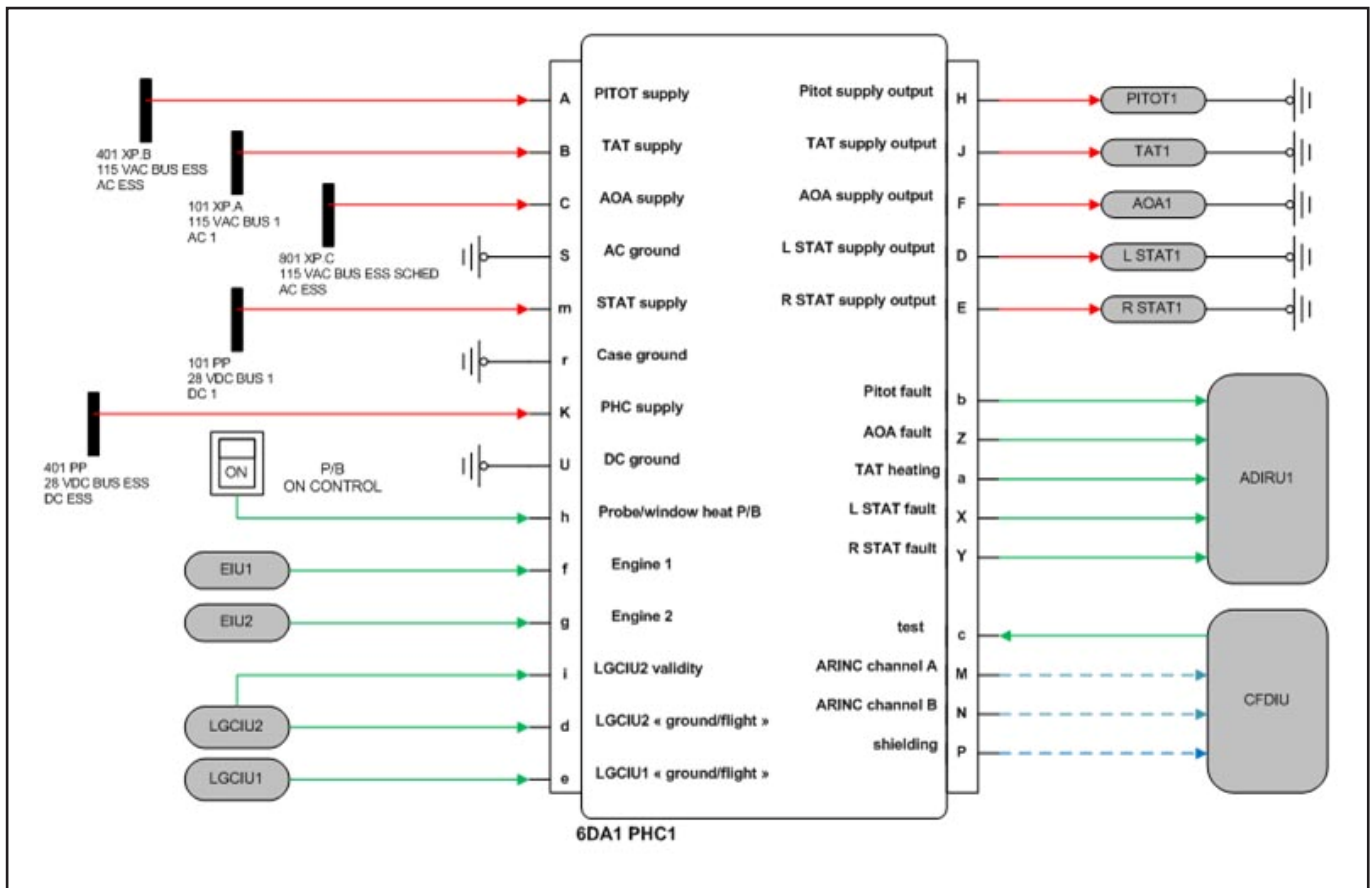 A
PITOT supply
401 XP.B
115 VAC BUS ESS
AC ESS
B
TAT supply
101 XP.A
115 VAC BUS 1
AC 1
C
AOA supply
801 XP.C
115 VAC BUS ESS SCHED
AC ESS
S
AC ground
m
STAT supply
101 PP
28 VDC BUS 1
DC 1
r
Case ground
K
PHC supply
401 PP
28 VDC BUS ESS
DC ESS
ON
P/B
ON CONTROL
U
DC ground
h
Probe/window heat P/B
EIU1
f
Engine 1
EIU2
g
Engine 2
i
LGCIU2 validity
LGCIU2
d
LGCIU2 « ground/flight »
LGCIU1
e
LGCIU1 « ground/flight »
Pitot supply output
H
PITOT1
TAT supply output
J
TAT1
AOA supply output
F
AOA1
L STAT supply output
D
L STAT1
R STAT supply output
E
R STAT1
Pitot fault
b
AOA fault
Z
TAT heating
a
L STAT fault
X
R STAT fault
Y
ADIRU1
test
c
ARINC channel A
M
ARINC channel B
N
shielding
P
CFDIU
6DA1 PHC1